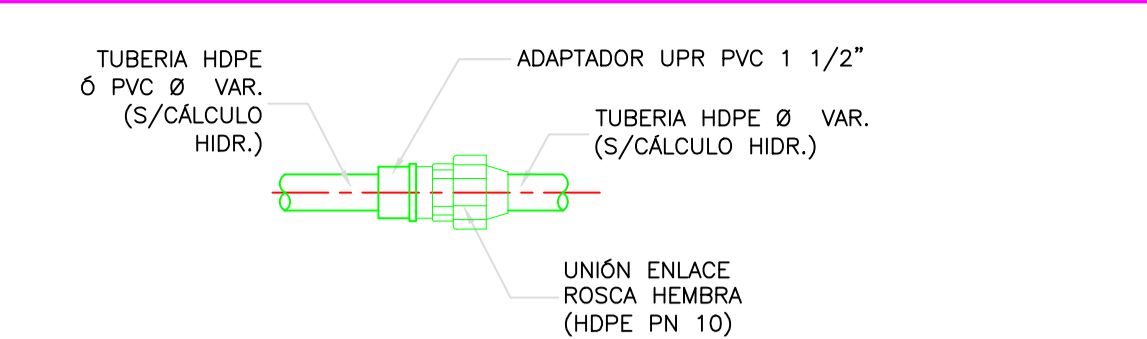 TUBERIA HDPE
Ó PVC Ø VAR.
(S/CÁLCULO
HIDR.)
ADAPTADOR UPR PVC 1 1/2”
TUBERIA HDPE Ø VAR.
(S/CÁLCULO HIDR.)
UNIÓN ENLACE
ROSCA HEMBRA
(HDPE PN 10)